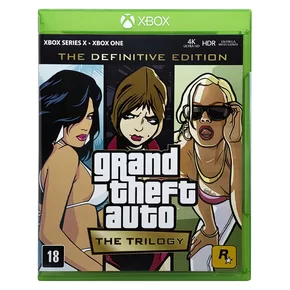 XBOX
XBOX SERIES X - XBOX ONE
4K
HDR
THE DEFINITIVE EDITION
grand
theft
auto
THE TRILOGY
18
R